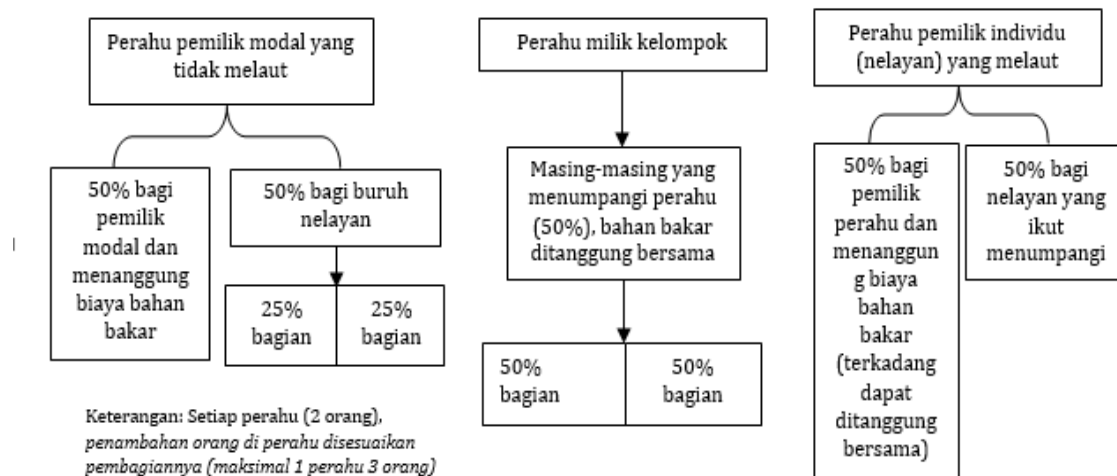 Perahu pemilik modal yang
tidak melaut
50% bagi
pemilik
modal dan
menanggung
biaya bahan
bakar
50% bagi buruh
nelayan
25%
bagian
25%
bagian
Keterangan: Setiap perahu (2 orang),
penambahan orang di perahu disesuaikan
pembagiannya (maksimal 1 perahu 3 orang)
Perahu milik kelompok
Masing-masing yang
menumpangi perahu
(50%), bahan bakar
ditanggung bersama
50%
bagian
50%
bagian
Perahu pemilik individu
(nelayan) yang melaut
50% bagi
pemilik
perahu dan
menanggun
g biaya
bahan
bakar
(terkadang
dapat
ditanggung
bersama)
50% bagi
nelayan yang
ikut
menumpangi